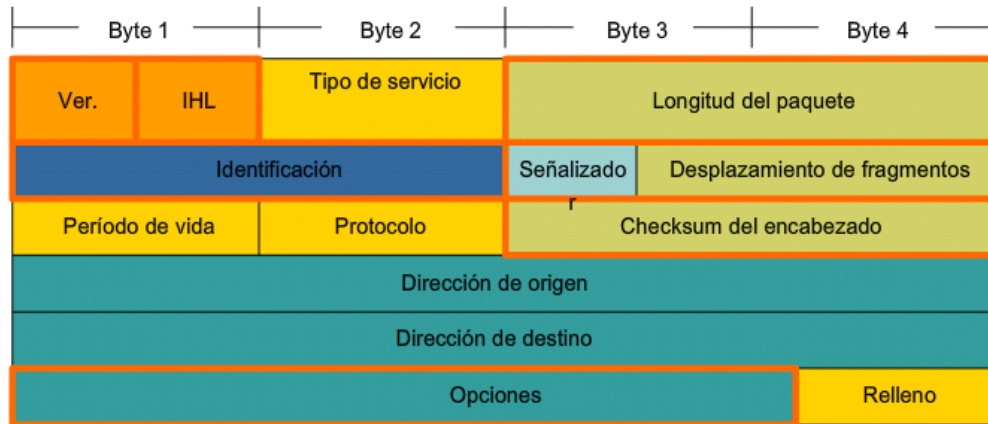 Byte 1 Byte 2 Byte 3 Byte 4
Ver. IHL Tipo de servicio Longitud del paquete
Identificación Señalizado Desplazamiento de fragmentos
r
Período de vida Protocolo Checksum del encabezado
Dirección de origen
Dirección de destino
Opciones Relleno